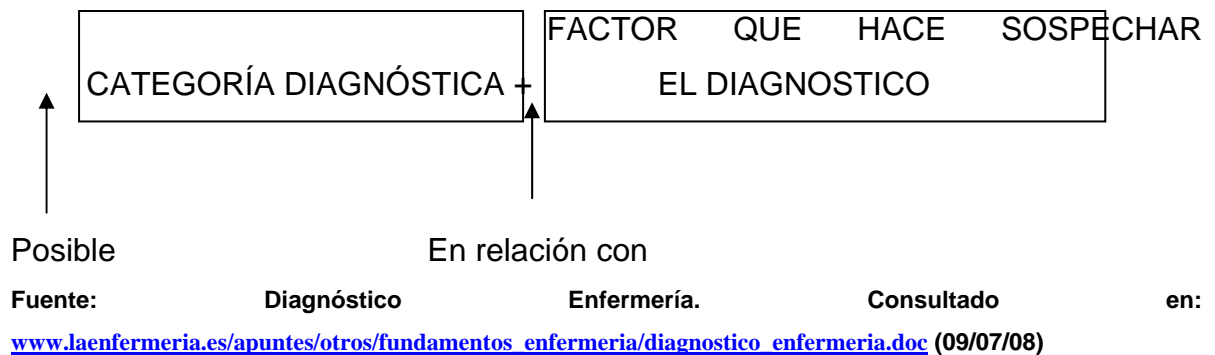 FACTOR QUE HACE SOSPECHAR
CATEGORÍA DIAGNÓSTICA + EL DIAGNOSTICO
Posible En relación con
Fuente: Diagnóstico Enfermería. Consultado en:
www.laenfermeria.es/apuntes/otros/fundamentos_enfermeria/diagnostico_enfermeria.doc (09/07/08)